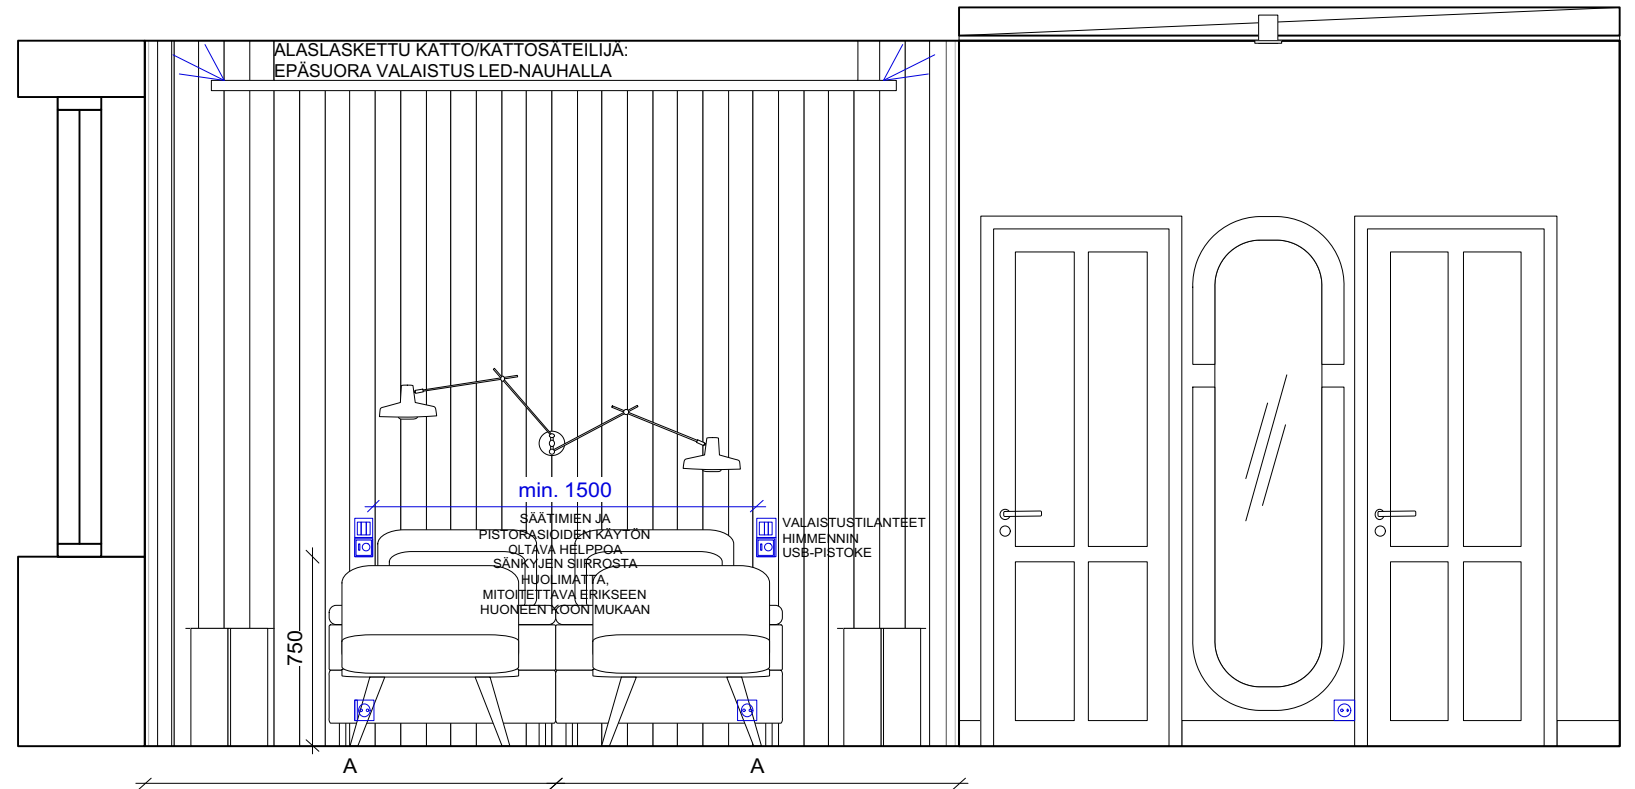 ALASLASKETTU KATTO/KATTOSÄTEILIJÄ:
EPÄSUORA VALAISTUS LED-NAUHALLA
min. 1500
SÄÄTIMIEN JA
PISTORASIOIDEN KÄYTÖN
OLTAVA HELPPOA
SÄNKYJEN SIIRROSTA
HUOLIMATTA,
MITOITETTAVA ERIKSEEN
HUONEEN KOON MUKAAN
VALAISTUSTILANTEET
HIMMENNIN
USB-PISTOKE
750
A
A